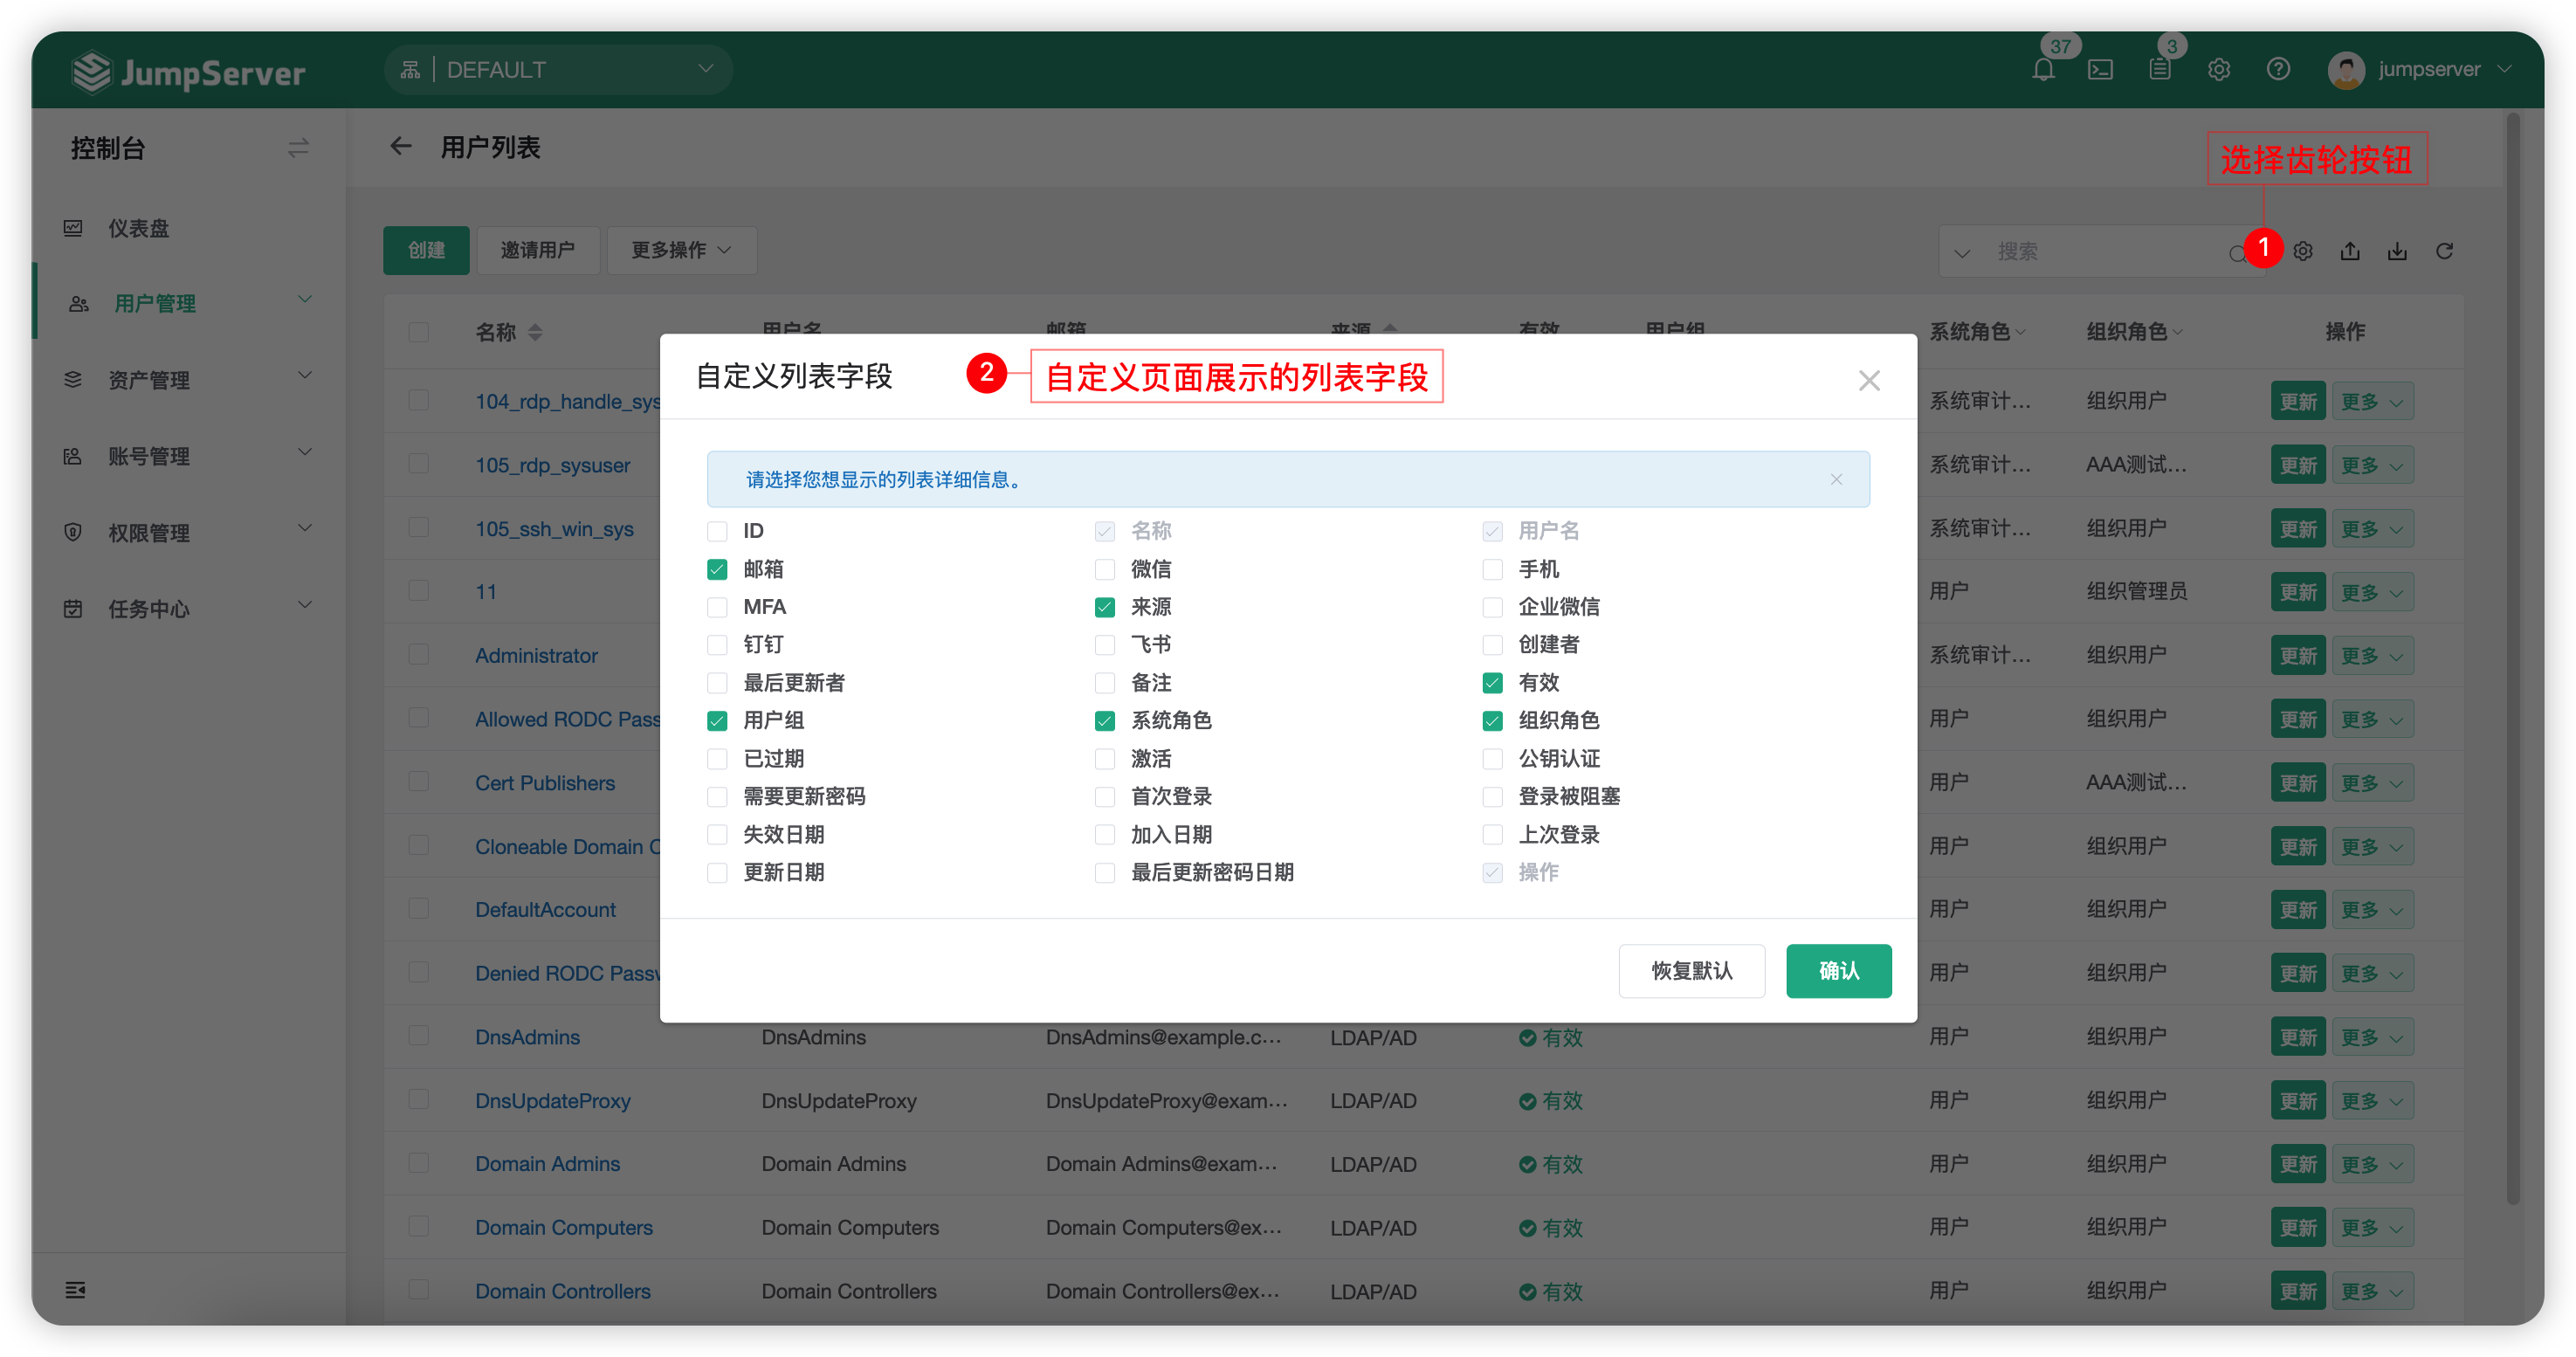 JumpServer DEFAULT 37 3 jumpserver
控制台
← 用户列表
选择齿轮按钮
仪表盘
用户管理
资产管理
账号管理
权限管理
任务中心
创建 邀请用户 更多操作 搜索 1
名称 用户名 邮箱 来源 有效 用户组 系统角色 组织角色 操作
104_rdp_handle_sys 系统审计... 组织用户 更新 更多
105_rdp_sysuser 系统审计... AAA测试... 更新 更多
105_ssh_win_sys 系统审计... 组织用户 更新 更多
11 用户 组织管理员 更新 更多
Administrator 系统审计... 组织用户 更新 更多
Allowed RODC Pass 用户 组织用户 更新 更多
Cert Publishers 用户 AAA测试... 更新 更多
Cloneable Domain C 用户 组织用户 更新 更多
DefaultAccount 用户 组织用户 更新 更多
Denied RODC Passw 用户 组织用户 更新 更多
DnsAdmins DnsAdmins DnsAdmins@example.c... LDAP/AD 有效 用户 组织用户 更新 更多
DnsUpdateProxy DnsUpdateProxy DnsUpdateProxy@exam... LDAP/AD 有效 用户 组织用户 更新 更多
Domain Admins Domain Admins Domain Admins@exam... LDAP/AD 有效 用户 组织用户 更新 更多
Domain Computers Domain Computers Domain Computers@ex... LDAP/AD 有效 用户 组织用户 更新 更多
Domain Controllers Domain Controllers Domain Controllers@ex... LDAP/AD 有效 用户 组织用户 更新 更多
自定义列表字段 2 自定义页面展示的列表字段
请选择您想显示的列表详细信息。
ID 名称 用户名
邮箱 微信 手机
MFA 来源 企业微信
钉钉 飞书 创建者
最后更新者 备注 有效
用户组 系统角色 组织角色
已过期 激活 公钥认证
需要更新密码 首次登录 登录被阻塞
失效日期 加入日期 上次登录
更新日期 最后更新密码日期 操作
恢复默认 确认